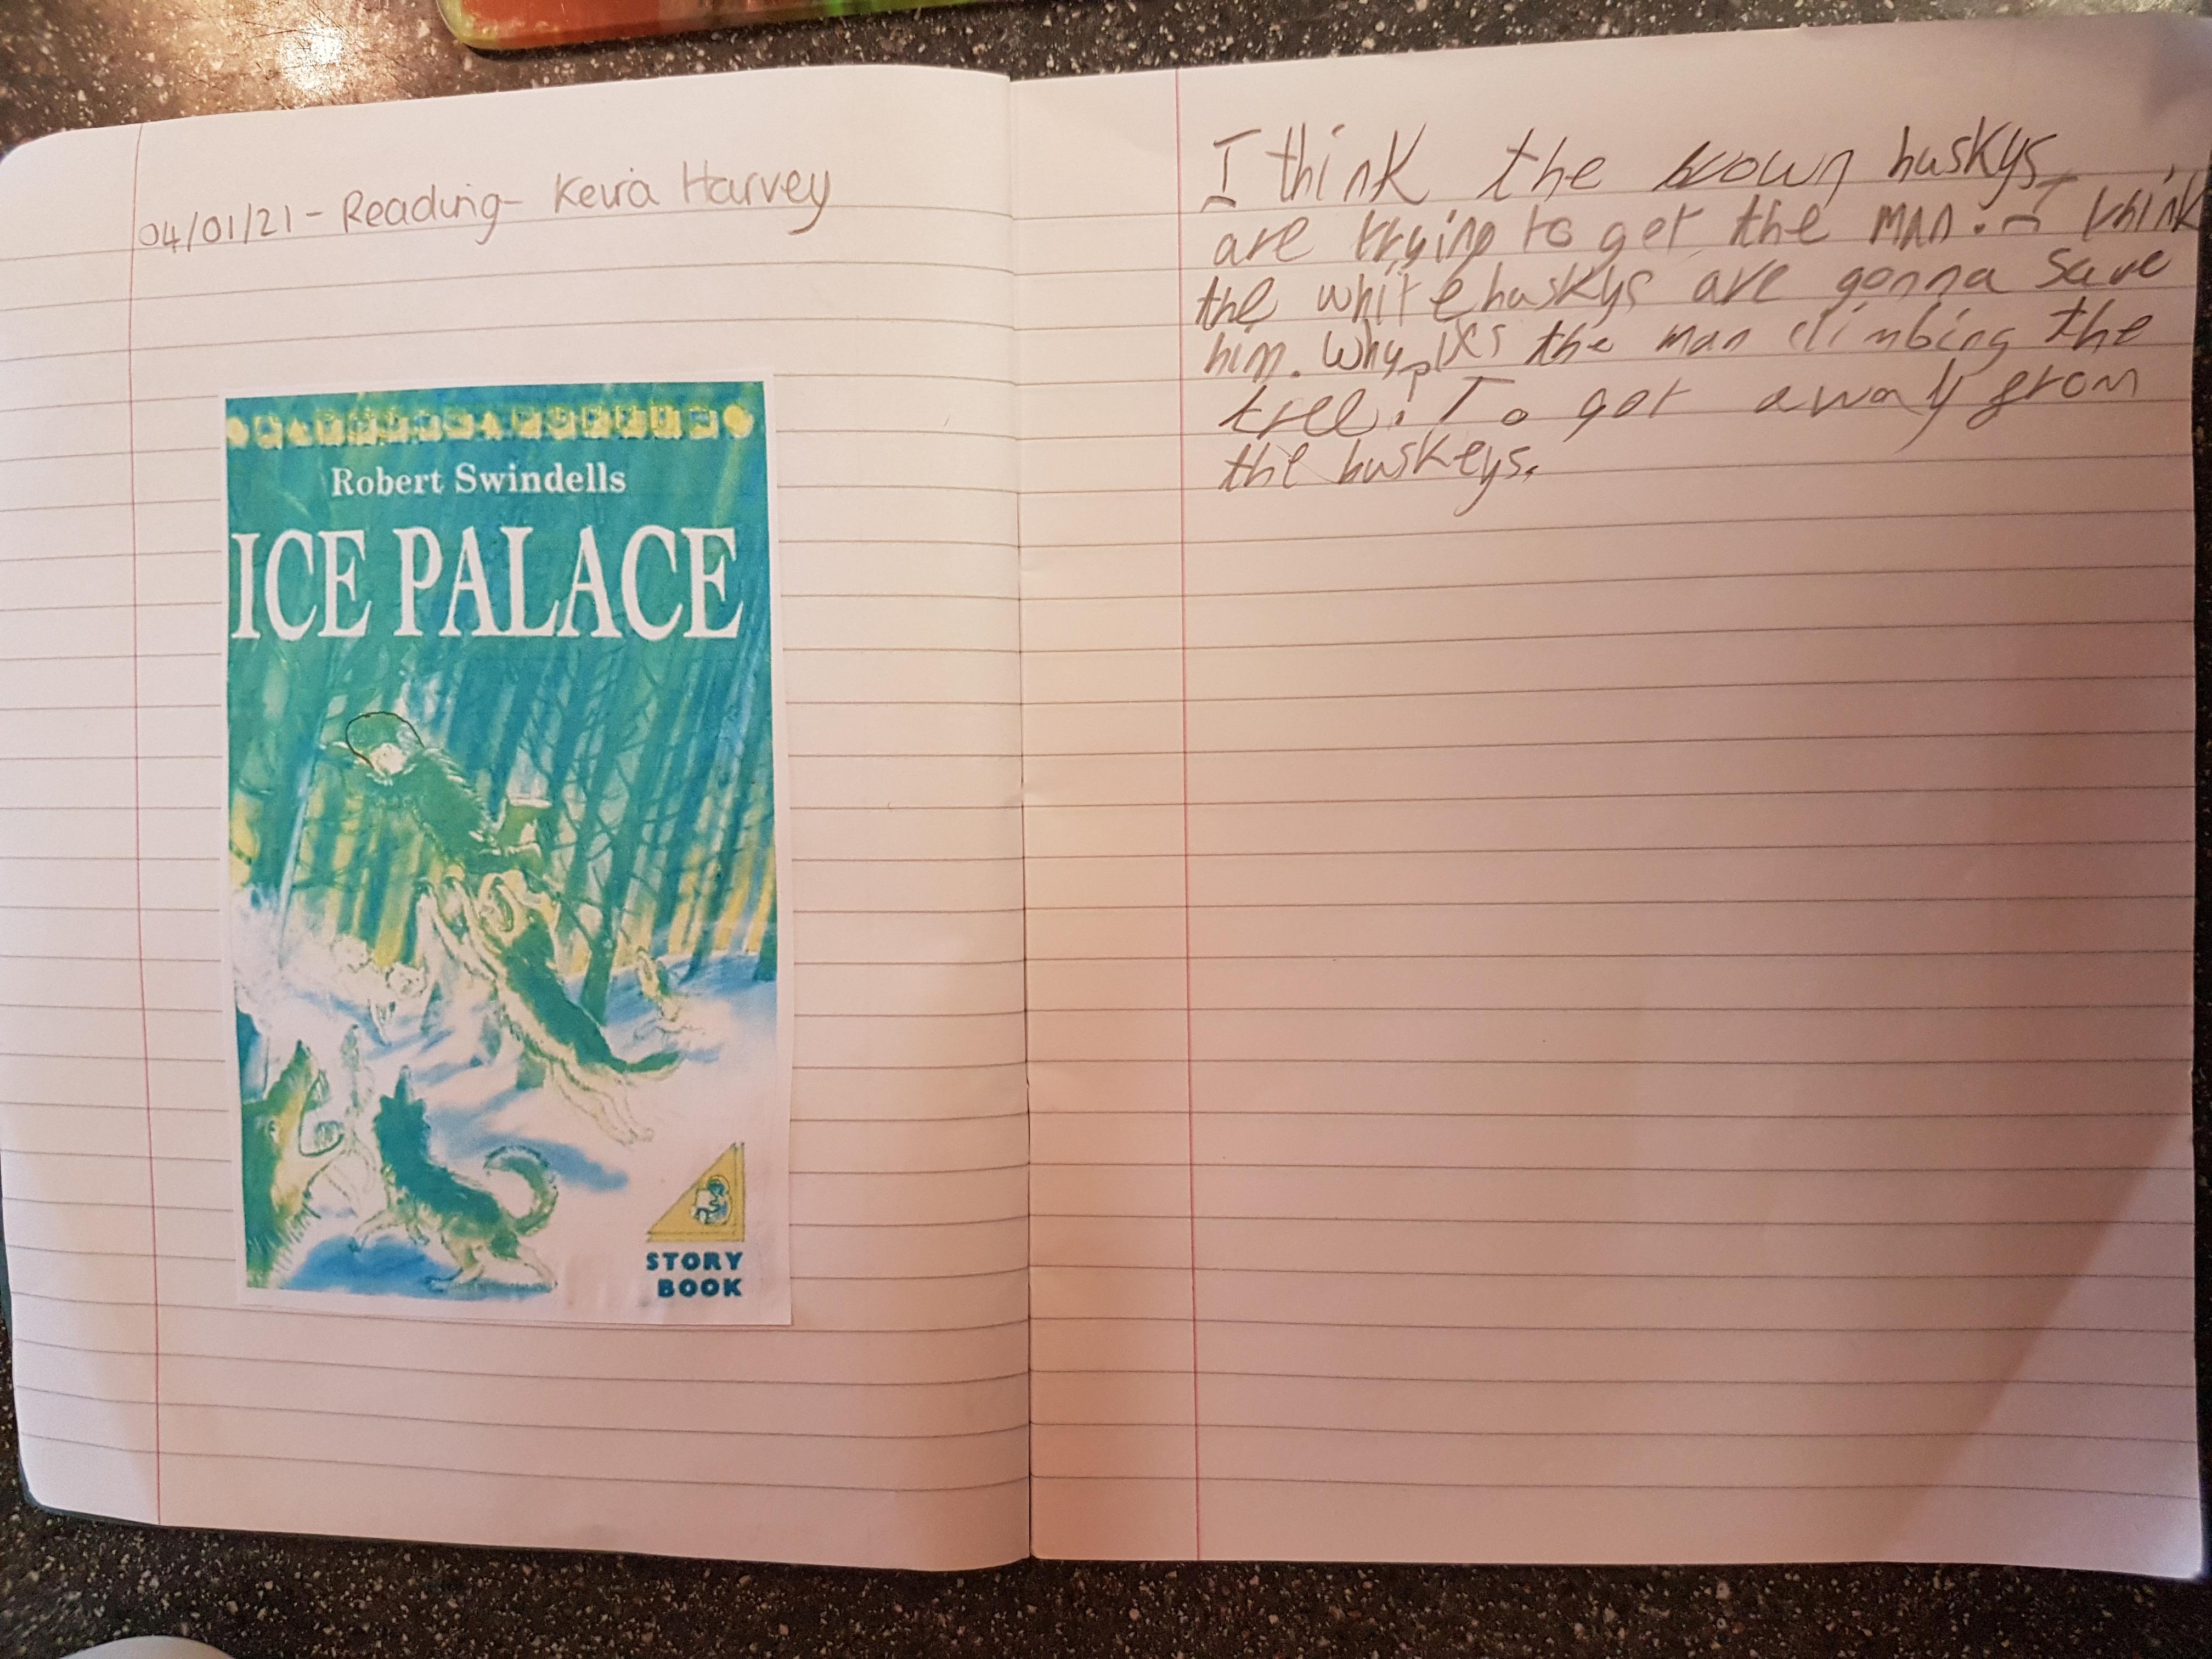 04/01/21 - Reading - Keira Harvey
Robert Swindells
ICE PALACE
STORY
BOOK
I think the brown huskys
are trying to get the man. I think
the white huskys are gonna save
him. Why is the man climbing the
tree? To get away from
the huskeys.